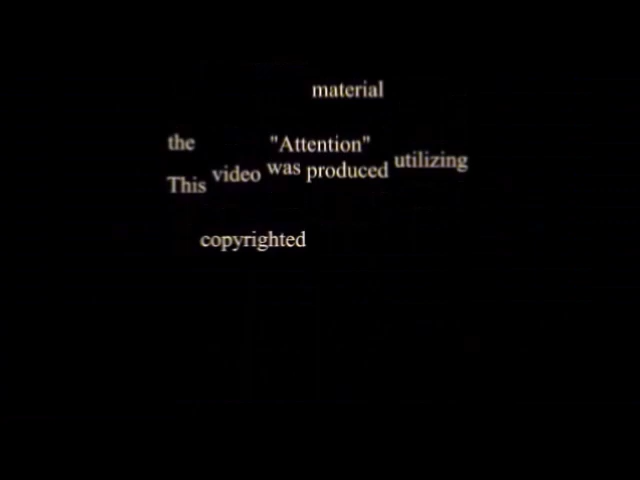 material
the "Attention"
This video was produced utilizing
copyrighted